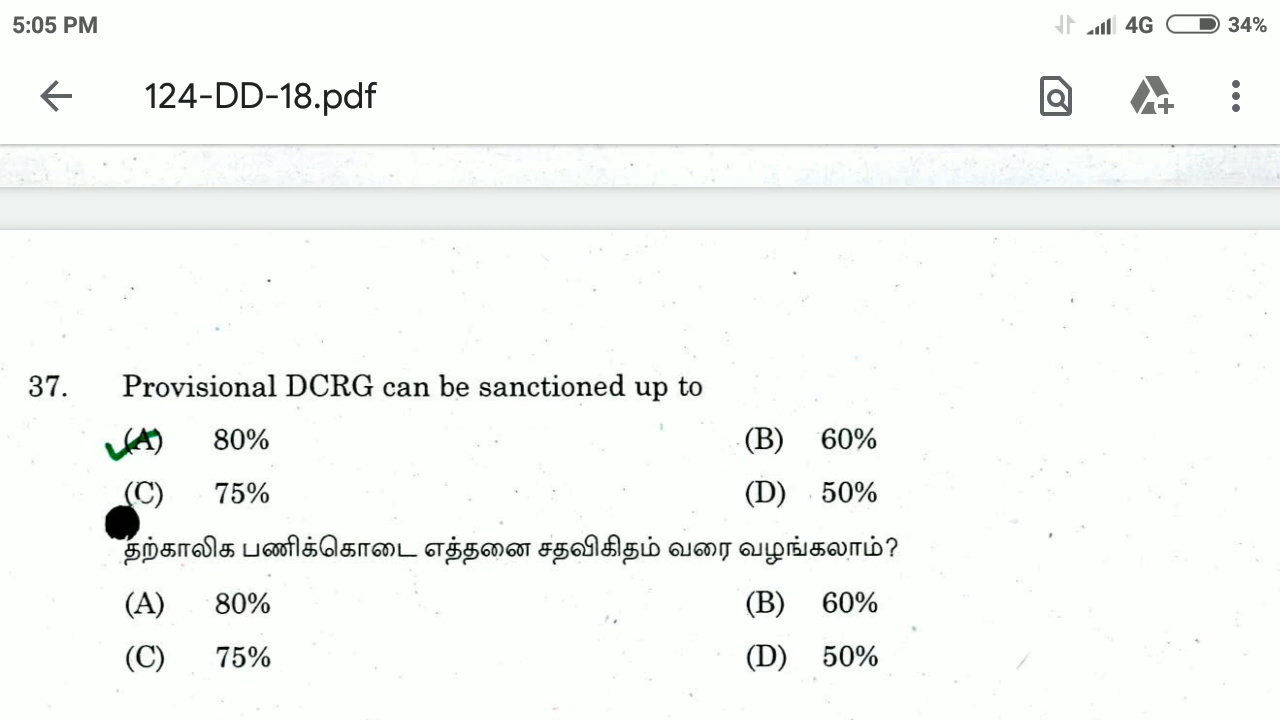 5:05 PM 4G 34%
124-DD-18.pdf
37. Provisional DCRG can be sanctioned up to
(A) 80% (B) 60%
(C) 75% (D) 50%
தற்காலிக பணிக்கொடை எத்தனை சதவிகிதம் வரை வழங்கலாம்?
(A) 80% (B) 60%
(C) 75% (D) 50%